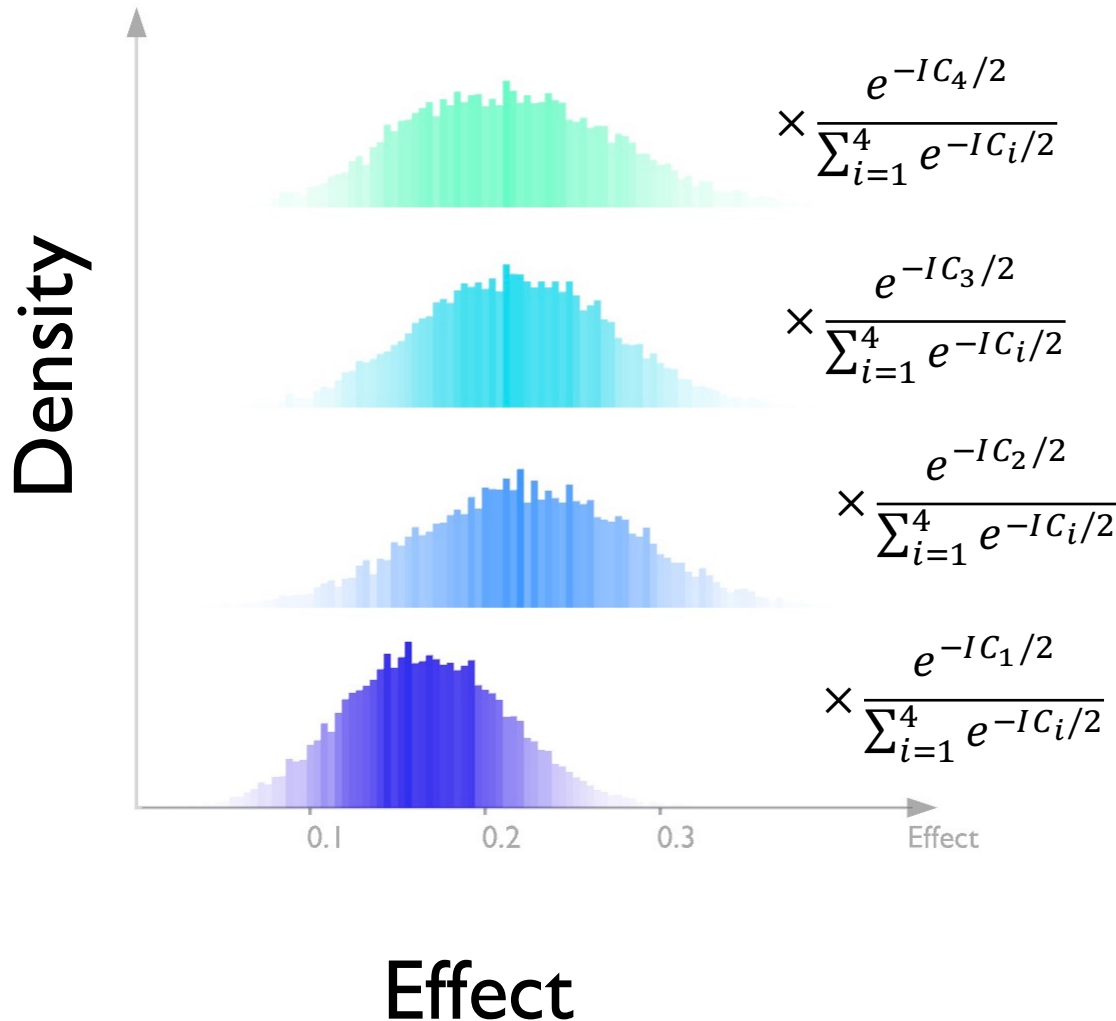 Density
× e^{-IC_4/2} / ∑_{i=1}^{4} e^{-IC_i/2}
× e^{-IC_3/2} / ∑_{i=1}^{4} e^{-IC_i/2}
× e^{-IC_2/2} / ∑_{i=1}^{4} e^{-IC_i/2}
× e^{-IC_1/2} / ∑_{i=1}^{4} e^{-IC_i/2}
0.1 0.2 0.3 Effect
Effect